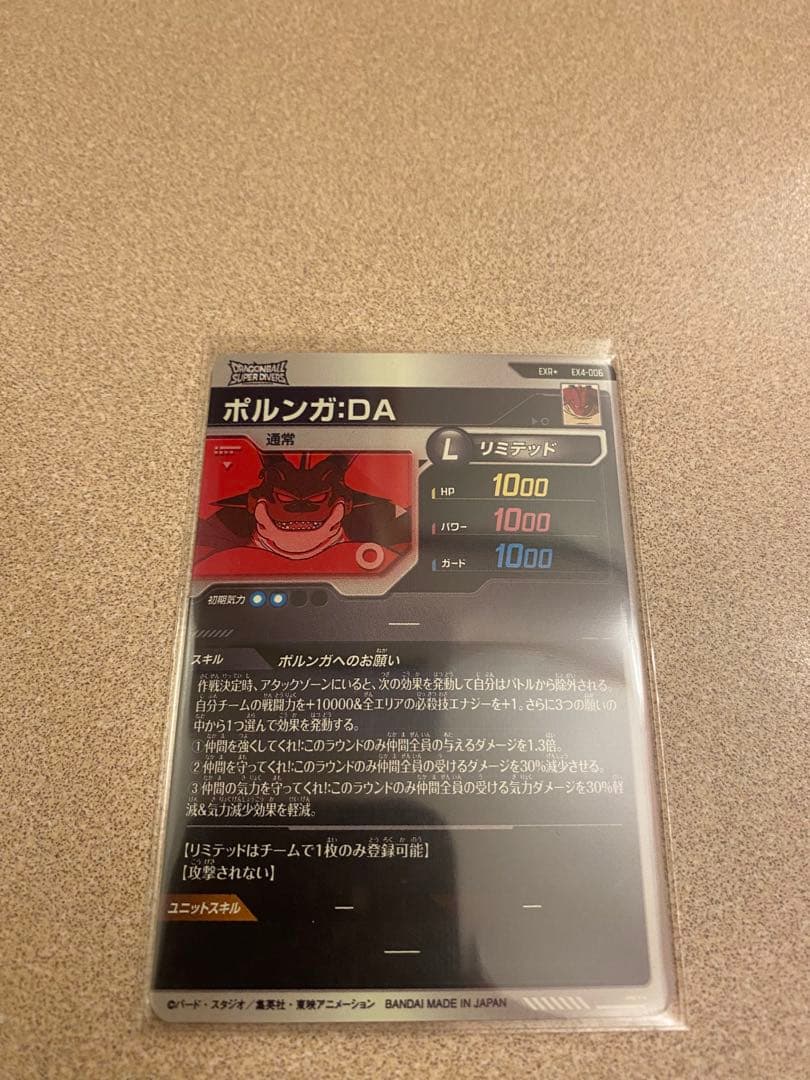 DRAGONBALL
SUPER DIVERS
EXR★ EX4-006
ポルンガ:DA
通常
L リミテッド
HP 1000
パワー 1000
ガード 1000
初期気力
スキル ポルンガへのお願い
作戦決定時、アタックゾーンにいると、次の効果を発動して自分はバトルから除外される。
自分チームの戦闘力を+10000&全エリアの必殺技エナジーを+1。さらに3つの願いの
中から1つ選んで効果を発動する。
①仲間を強くしてくれ!:このラウンドのみ仲間全員の与えるダメージを1.3倍。
②仲間を守ってくれ!:このラウンドのみ仲間全員の受けるダメージを30%減少させる。
3仲間の気力を守ってくれ!:このラウンドのみ仲間全員の受ける気力ダメージを30%軽
減&気力減少効果を軽減。
【リミテッドはチームで1枚のみ登録可能】
【攻撃されない】
ユニットスキル
©バード・スタジオ/集英社・東映アニメーション BANDAI MADE IN JAPAN